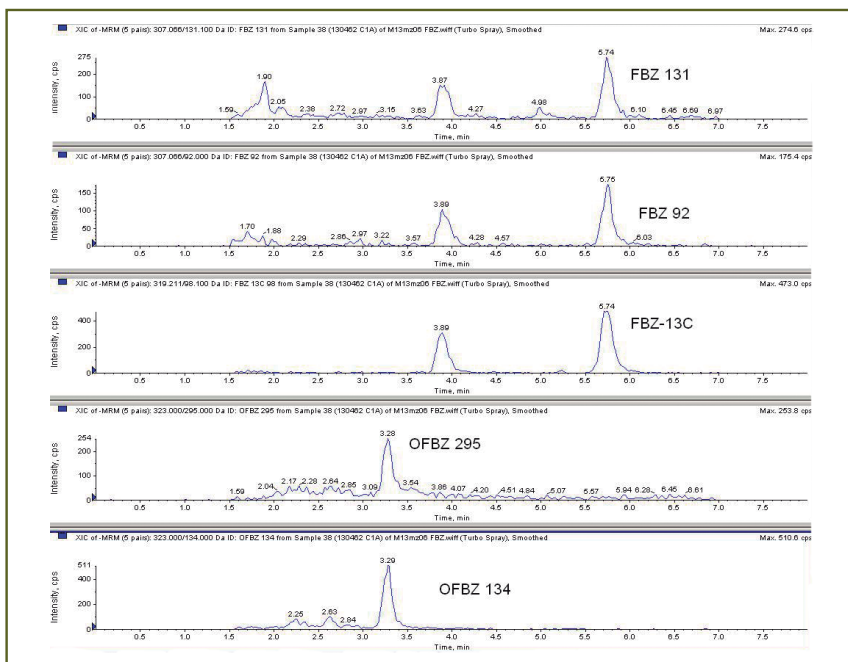 XIC of -MRM (5 pairs): 307.066/131.100 Da ID: FBZ 131 from Sample 38 (130462 C1A) of M13mz06 FBZ.wiff (Turbo Spray), Smoothed Max. 274.6 cps.
Intensity, cps
275
200
100
0
1.59 1.90 2.05 2.38 2.72 2.97 3.15 3.63 3.87 4.27 4.98 5.74 6.10 6.45 6.69 6.97
FBZ 131
0.5 1.0 1.5 2.0 2.5 3.0 3.5 4.0 4.5 5.0 5.5 6.0 6.5 7.0 7.5
Time, min
XIC of -MRM (5 pairs): 307.066/92.000 Da ID: FBZ 92 from Sample 38 (130462 C1A) of M13mz06 FBZ.wiff (Turbo Spray), Smoothed Max. 175.4 cps.
Intensity, cps
150
100
50
0
1.70 1.88 2.29 2.86 2.97 3.22 3.57 3.89 4.28 4.57 5.75 6.03
FBZ 92
0.5 1.0 1.5 2.0 2.5 3.0 3.5 4.0 4.5 5.0 5.5 6.0 6.5 7.0 7.5
Time, min
XIC of -MRM (5 pairs): 319.211/98.100 Da ID: FBZ 13C 98 from Sample 38 (130462 C1A) of M13mz06 FBZ.wiff (Turbo Spray), Smoothed Max. 473.0 cps.
Intensity, cps
400
200
0
3.89 5.74
FBZ-13C
0.5 1.0 1.5 2.0 2.5 3.0 3.5 4.0 4.5 5.0 5.5 6.0 6.5 7.0 7.5
Time, min
XIC of -MRM (5 pairs): 323.000/295.000 Da ID: OFBZ 295 from Sample 38 (130462 C1A) of M13mz06 FBZ.wiff (Turbo Spray), Smoothed Max. 253.8 cps.
Intensity, cps
254
200
100
0
1.59 2.04 2.17 2.28 2.64 2.85 3.09 3.28 3.54 3.86 4.07 4.20 4.51 4.84 5.07 5.57 5.94 6.28 6.45 6.61
OFBZ 295
0.5 1.0 1.5 2.0 2.5 3.0 3.5 4.0 4.5 5.0 5.5 6.0 6.5 7.0 7.5
Time, min
XIC of -MRM (5 pairs): 323.000/134.000 Da ID: OFBZ 134 from Sample 38 (130462 C1A) of M13mz06 FBZ.wiff (Turbo Spray), Smoothed Max. 510.6 cps.
Intensity, cps
511
400
200
0
2.25 2.63 2.84 3.29
OFBZ 134
0.5 1.0 1.5 2.0 2.5 3.0 3.5 4.0 4.5 5.0 5.5 6.0 6.5 7.0 7.5
Time, min